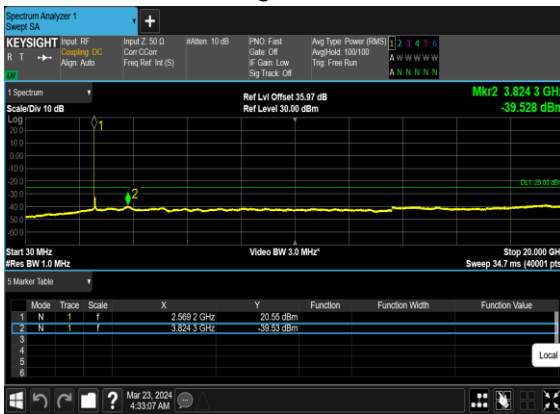 Spectrum Analyzer 1
Swept SA
KEYSIGHT Input: RF Input Z: 50 Ω #Atten: 10 dB PNO: Fast Avg Type: Power (RMS) 1 2 3 4 5 6
R T Coupling: DC Corr CCorr Gate: Off Avg|Hold: 100/100 A W W W W W
Align: Auto Freq Ref: Int (S) IF Gain: Low Trig: Free Run
LV Sig Track: Off A N N N N N
1 Spectrum Ref Lvl Offset 35.97 dB Mkr2 3.824 3 GHz
Scale/Div 10 dB Ref Level 30.00 dBm -39.528 dBm
Log
20.0
10.0
0.00
-10.0
-20.0
-30.0
-40.0
-50.0
-60.0
1
2
Start 30 MHz Video BW 3.0 MHz* Stop 20.000 GH
#Res BW 1.0 MHz Sweep 34.7 ms (40001 pts
5 Marker Table
Mode Trace Scale X Y Function Function Width Function Value
1 N 1 f 2.569 2 GHz 20.55 dBm
2 N 1 f 3.824 3 GHz -39.53 dBm
3
4
5
6
Local
Mar 23, 2024
4:33:07 AM